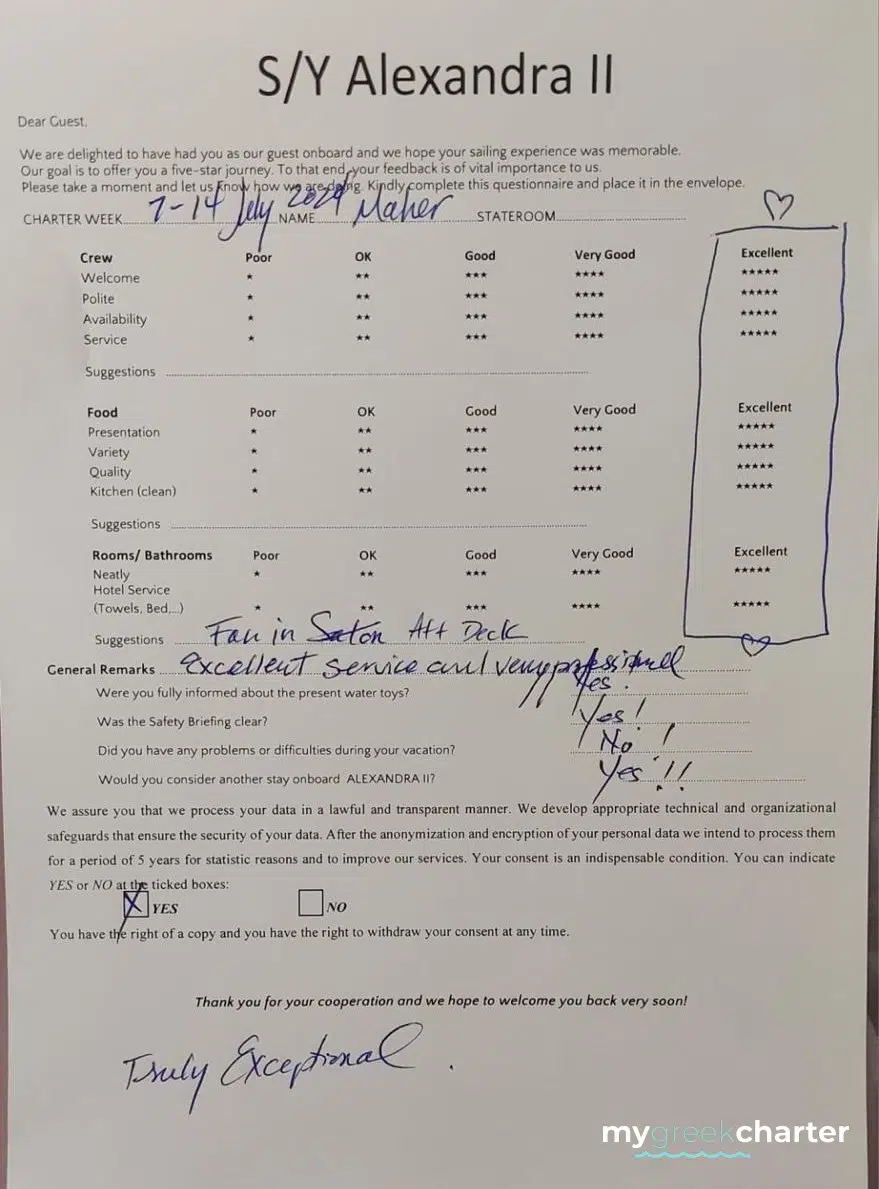 S/Y Alexandra II
Dear Guest,
We are delighted to have had you as our guest onboard and we hope your sailing experience was memorable.
Our goal is to offer you a five-star journey. To that end, your feedback is of vital importance to us.
Please take a moment and let us know how we are doing. Kindly complete this questionnaire and place it in the envelope.
CHARTER WEEK 7-14 July 2024 NAME Maher STATEROOM
Crew Poor OK Good Very Good Excellent
Welcome * ** *** **** *****
Polite * ** *** **** *****
Availability * ** *** **** *****
Service * ** *** **** *****
Suggestions
Food Poor OK Good Very Good Excellent
Presentation * ** *** **** *****
Variety * ** *** **** *****
Quality * ** *** **** *****
Kitchen (clean) * ** *** **** *****
Suggestions
Rooms/ Bathrooms Poor OK Good Very Good Excellent
Neatly * ** *** **** *****
Hotel Service
(Towels, Bed,...) * ** *** **** *****
Suggestions Fan in Aft Deck
General Remarks Excellent service and very professional
Were you fully informed about the present water toys? Yes.
Was the Safety Briefing clear? Yes!
Did you have any problems or difficulties during your vacation? No!
Would you consider another stay onboard ALEXANDRA II? Yes!!
We assure you that we process your data in a lawful and transparent manner. We develop appropriate technical and organizational
safeguards that ensure the security of your data. After the anonymization and encryption of your personal data we intend to process them
for a period of 5 years for statistic reasons and to improve our services. Your consent is an indispensable condition. You can indicate
YES or NO at the ticked boxes:
X YES NO
You have the right of a copy and you have the right to withdraw your consent at any time.
Thank you for your cooperation and we hope to welcome you back very soon!
Truly Exceptional.
mygreekcharter